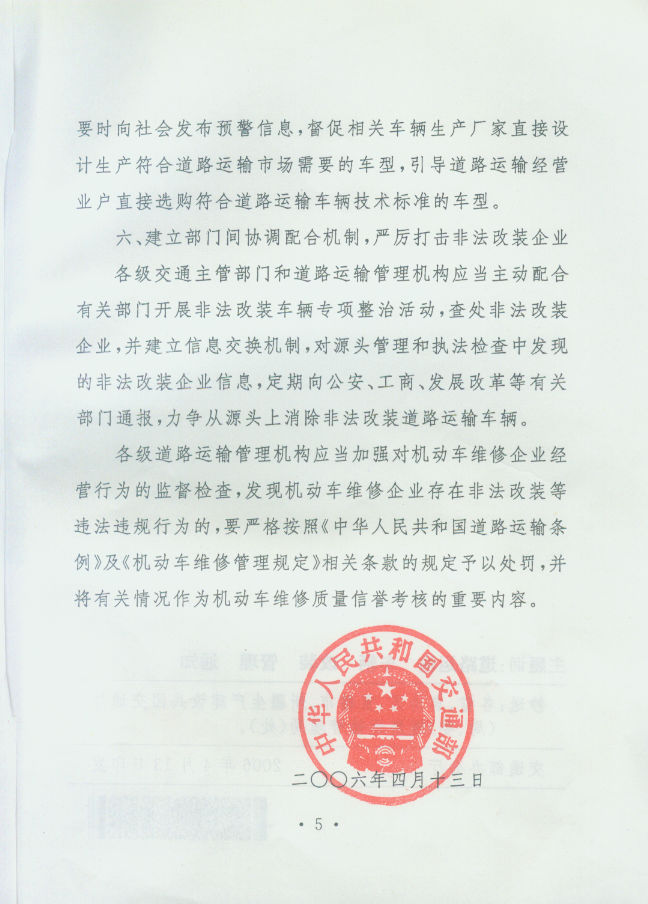 要时向社会发布预警信息,督促相关车辆生产厂家直接设
计生产符合道路运输市场需要的车型,引导道路运输经营
业户直接选购符合道路运输车辆技术标准的车型。
六、建立部门间协调配合机制,严厉打击非法改装企业
各级交通主管部门和道路运输管理机构应当主动配合
有关部门开展非法改装车辆专项整治活动,查处非法改装
企业,并建立信息交换机制,对源头管理和执法检查中发现
的非法改装企业信息,定期向公安、工商、发展改革等有关
部门通报,力争从源头上消除非法改装道路运输车辆。
各级道路运输管理机构应当加强对机动车维修企业经
营行为的监督检查,发现机动车维修企业存在非法改装等
违法违规行为的,要严格按照《中华人民共和国道路运输条
例》及《机动车维修管理规定》相关条款的规定予以处罚,并
将有关情况作为机动车维修质量信誉考核的重要内容。
中华人民共和国交通部
二〇〇六年四月十三日
·5·